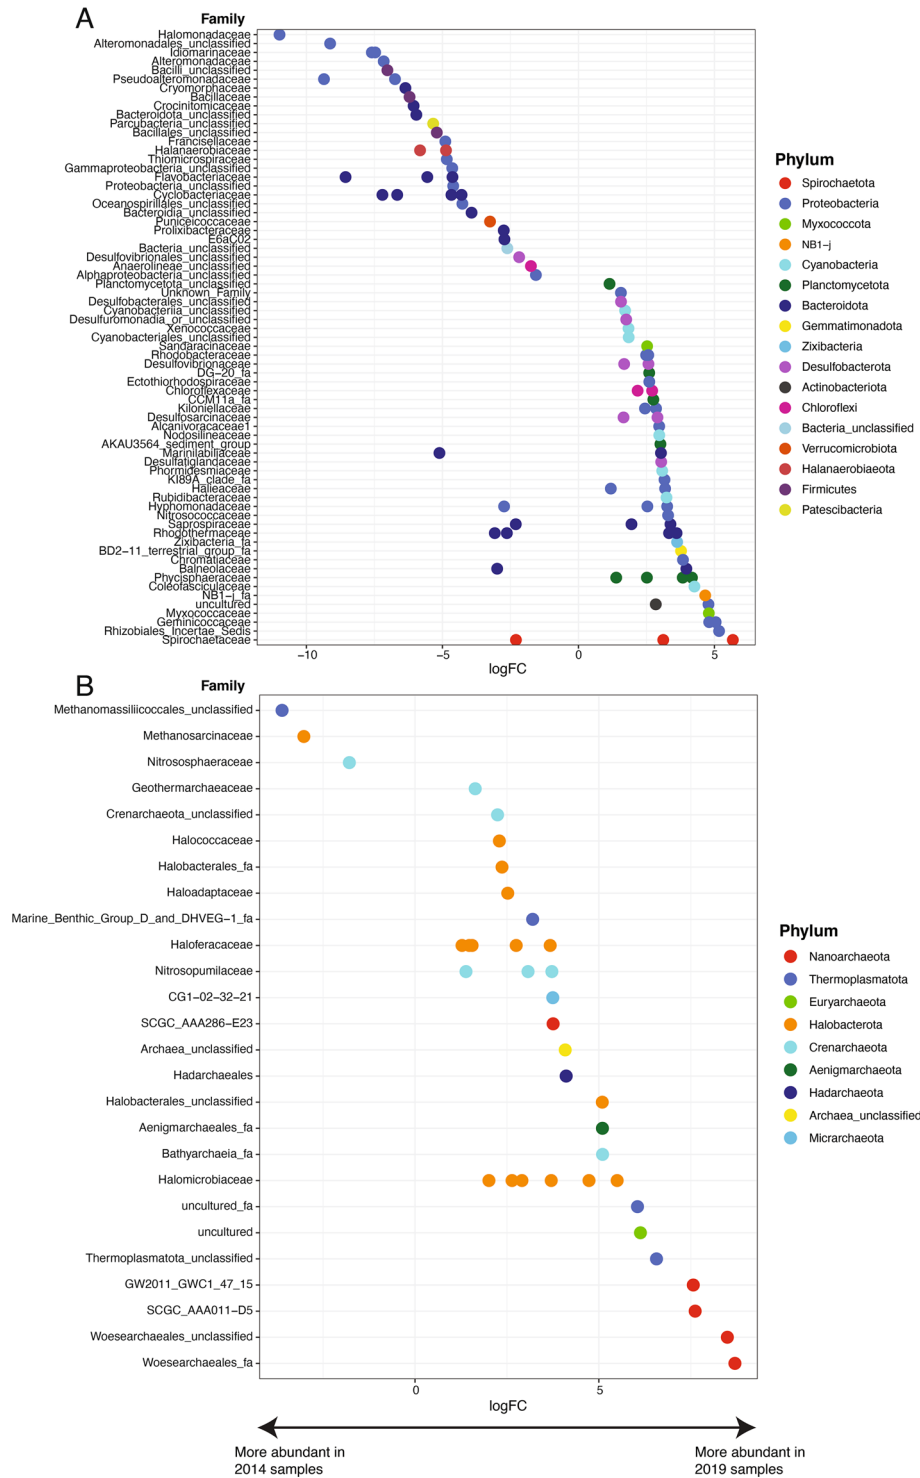 A
Family
Halomonadaceae
Alteromonadales_unclassified
Idiomarinaceae
Alteromonadaceae
Bacilli_unclassified
Pseudoalteromonadaceae
Cryomorphaceae
Bacillaceae
Crocinitomicaceae
Bacteroidota_unclassified
Parcubacteria_unclassified
Bacillales_unclassified
Francisellaceae
Halanaerobiaceae
Thiomicrospiraceae
Gammaproteobacteria_unclassified
Flavobacteriaceae
Proteobacteria_unclassified
Cyclobacteriaceae
Oceanospirillales_unclassified
Bacteroidia_unclassified
Puniceicoccaceae
Prolixibacteraceae
E6aC02
Bacteria_unclassified
Desulfovibrionales_unclassified
Anaerolineae_unclassified
Alphaproteobacteria_unclassified
Planctomycetota_unclassified
Unknown_Family
Desulfobacterales_unclassified
Cyanobacteriia_unclassified
Desulfuromonadia_or_unclassified
Xenococcaceae
Cyanobacteriales_unclassified
Sandaracinaceae
Rhodobacteraceae
Desulfovibrionaceae
DG−20_fa
Ectothiorhodospiraceae
Chloroflexaceae
CCM11a_fa
Kiloniellaceae
Desulfosarcinaceae
Alcanivoracaceae1
Nodosilineaceae
AKAU3564_sediment_group
Marinilabiliaceae
Desulfatiglandaceae
Phormidesmiaceae
KI89A_clade_fa
Halieaceae
Rubidibacteraceae
Hyphomonadaceae
Nitrosococcaceae
Saprospiraceae
Rhodothermaceae
Zixibacteria_fa
BD2−11_terrestrial_group_fa
Chromatiaceae
Balneolaceae
Phycisphaeraceae
Coleofasciculaceae
NB1−j_fa
uncultured
Myxococcaceae
Geminicoccaceae
Rhizobiales_Incertae_Sedis
Spirochaetaceae
−10 −5 0 5
logFC
Phylum
Spirochaetota
Proteobacteria
Myxococcota
NB1−j
Cyanobacteria
Planctomycetota
Bacteroidota
Gemmatimonadota
Zixibacteria
Desulfobacterota
Actinobacteriota
Chloroflexi
Bacteria_unclassified
Verrucomicrobiota
Halanaerobiaeota
Firmicutes
Patescibacteria
B
Family
Methanomassiliicoccales_unclassified
Methanosarcinaceae
Nitrososphaeraceae
Geothermarchaeaceae
Crenarchaeota_unclassified
Halococcaceae
Halobacterales_fa
Haloadaptaceae
Marine_Benthic_Group_D_and_DHVEG−1_fa
Haloferacaceae
Nitrosopumilaceae
CG1−02−32−21
SCGC_AAA286−E23
Archaea_unclassified
Hadarchaeales
Halobacterales_unclassified
Aenigmarchaeales_fa
Bathyarchaeia_fa
Halomicrobiaceae
uncultured_fa
uncultured
Thermoplasmatota_unclassified
GW2011_GWC1_47_15
SCGC_AAA011−D5
Woesearchaeales_unclassified
Woesearchaeales_fa
0 5
logFC
Phylum
Nanoarchaeota
Thermoplasmatota
Euryarchaeota
Halobacterota
Crenarchaeota
Aenigmarchaeota
Hadarchaeota
Archaea_unclassified
Micrarchaeota
More abundant in
2014 samples
More abundant in
2019 samples